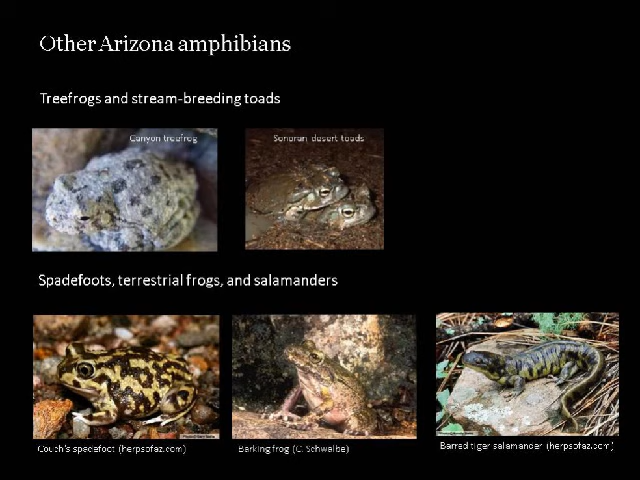 Other Arizona amphibians
Treefrogs and stream-breeding toads
Canyon treefrog
Sonoran desert toads
Spadefoots, terrestrial frogs, and salamanders
Couch's spadefoot (herpsofaz.com)
Barking frog (C. Schwalbe)
Barred tiger salamander (herpsofaz.com)